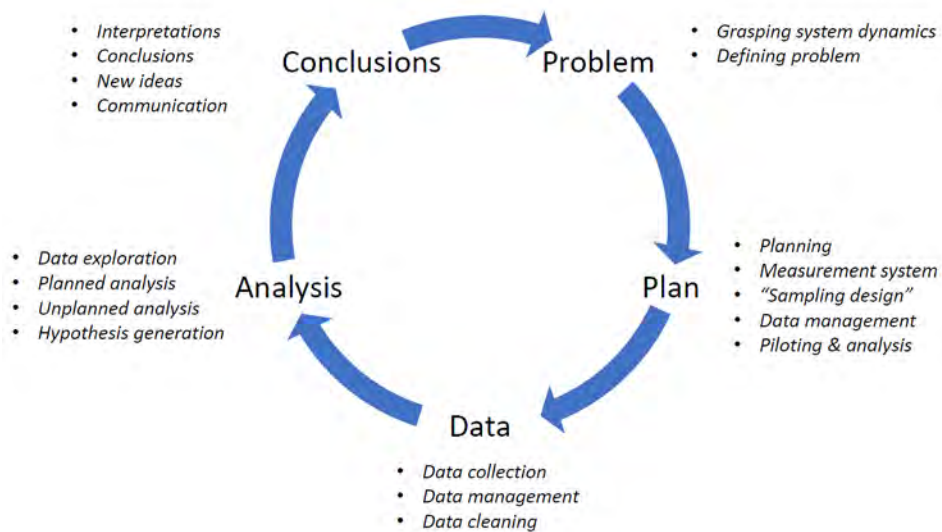 • Interpretations
• Conclusions
• New ideas
• Communication
Conclusions
Problem
• Grasping system dynamics
• Defining problem
• Planning
• Measurement system
• “Sampling design”
• Data management
• Piloting & analysis
Plan
• Data exploration
• Planned analysis
• Unplanned analysis
• Hypothesis generation
Analysis
Data
• Data collection
• Data management
• Data cleaning